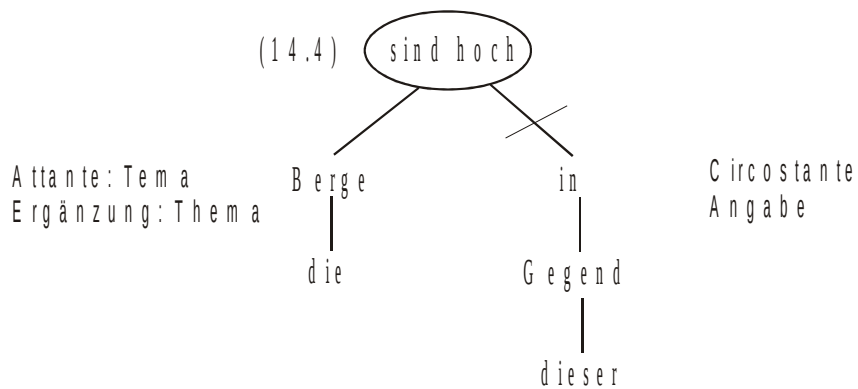 (14.4) sind hoch
Attante: Tema
Ergänzung: Thema
Berge
in
Circostante
Angabe
die
Gegend
dieser